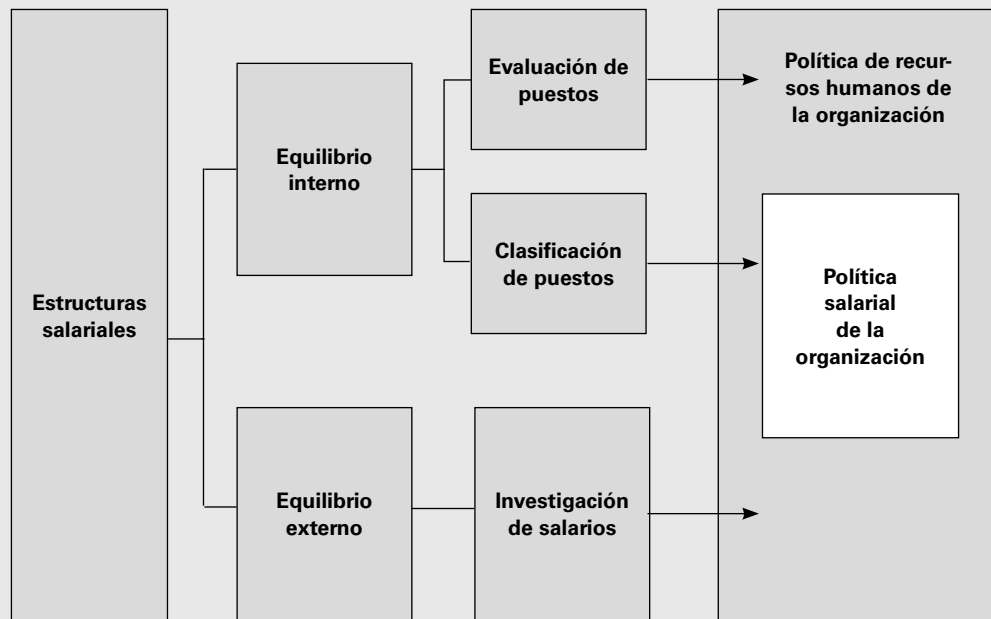 Estructuras
salariales
Equilibrio
interno
Equilibrio
externo
Evaluación de
puestos
Clasificación
de puestos
Investigación
de salarios
Política de recur-
sos humanos de
la organización
Política
salarial
de la
organización